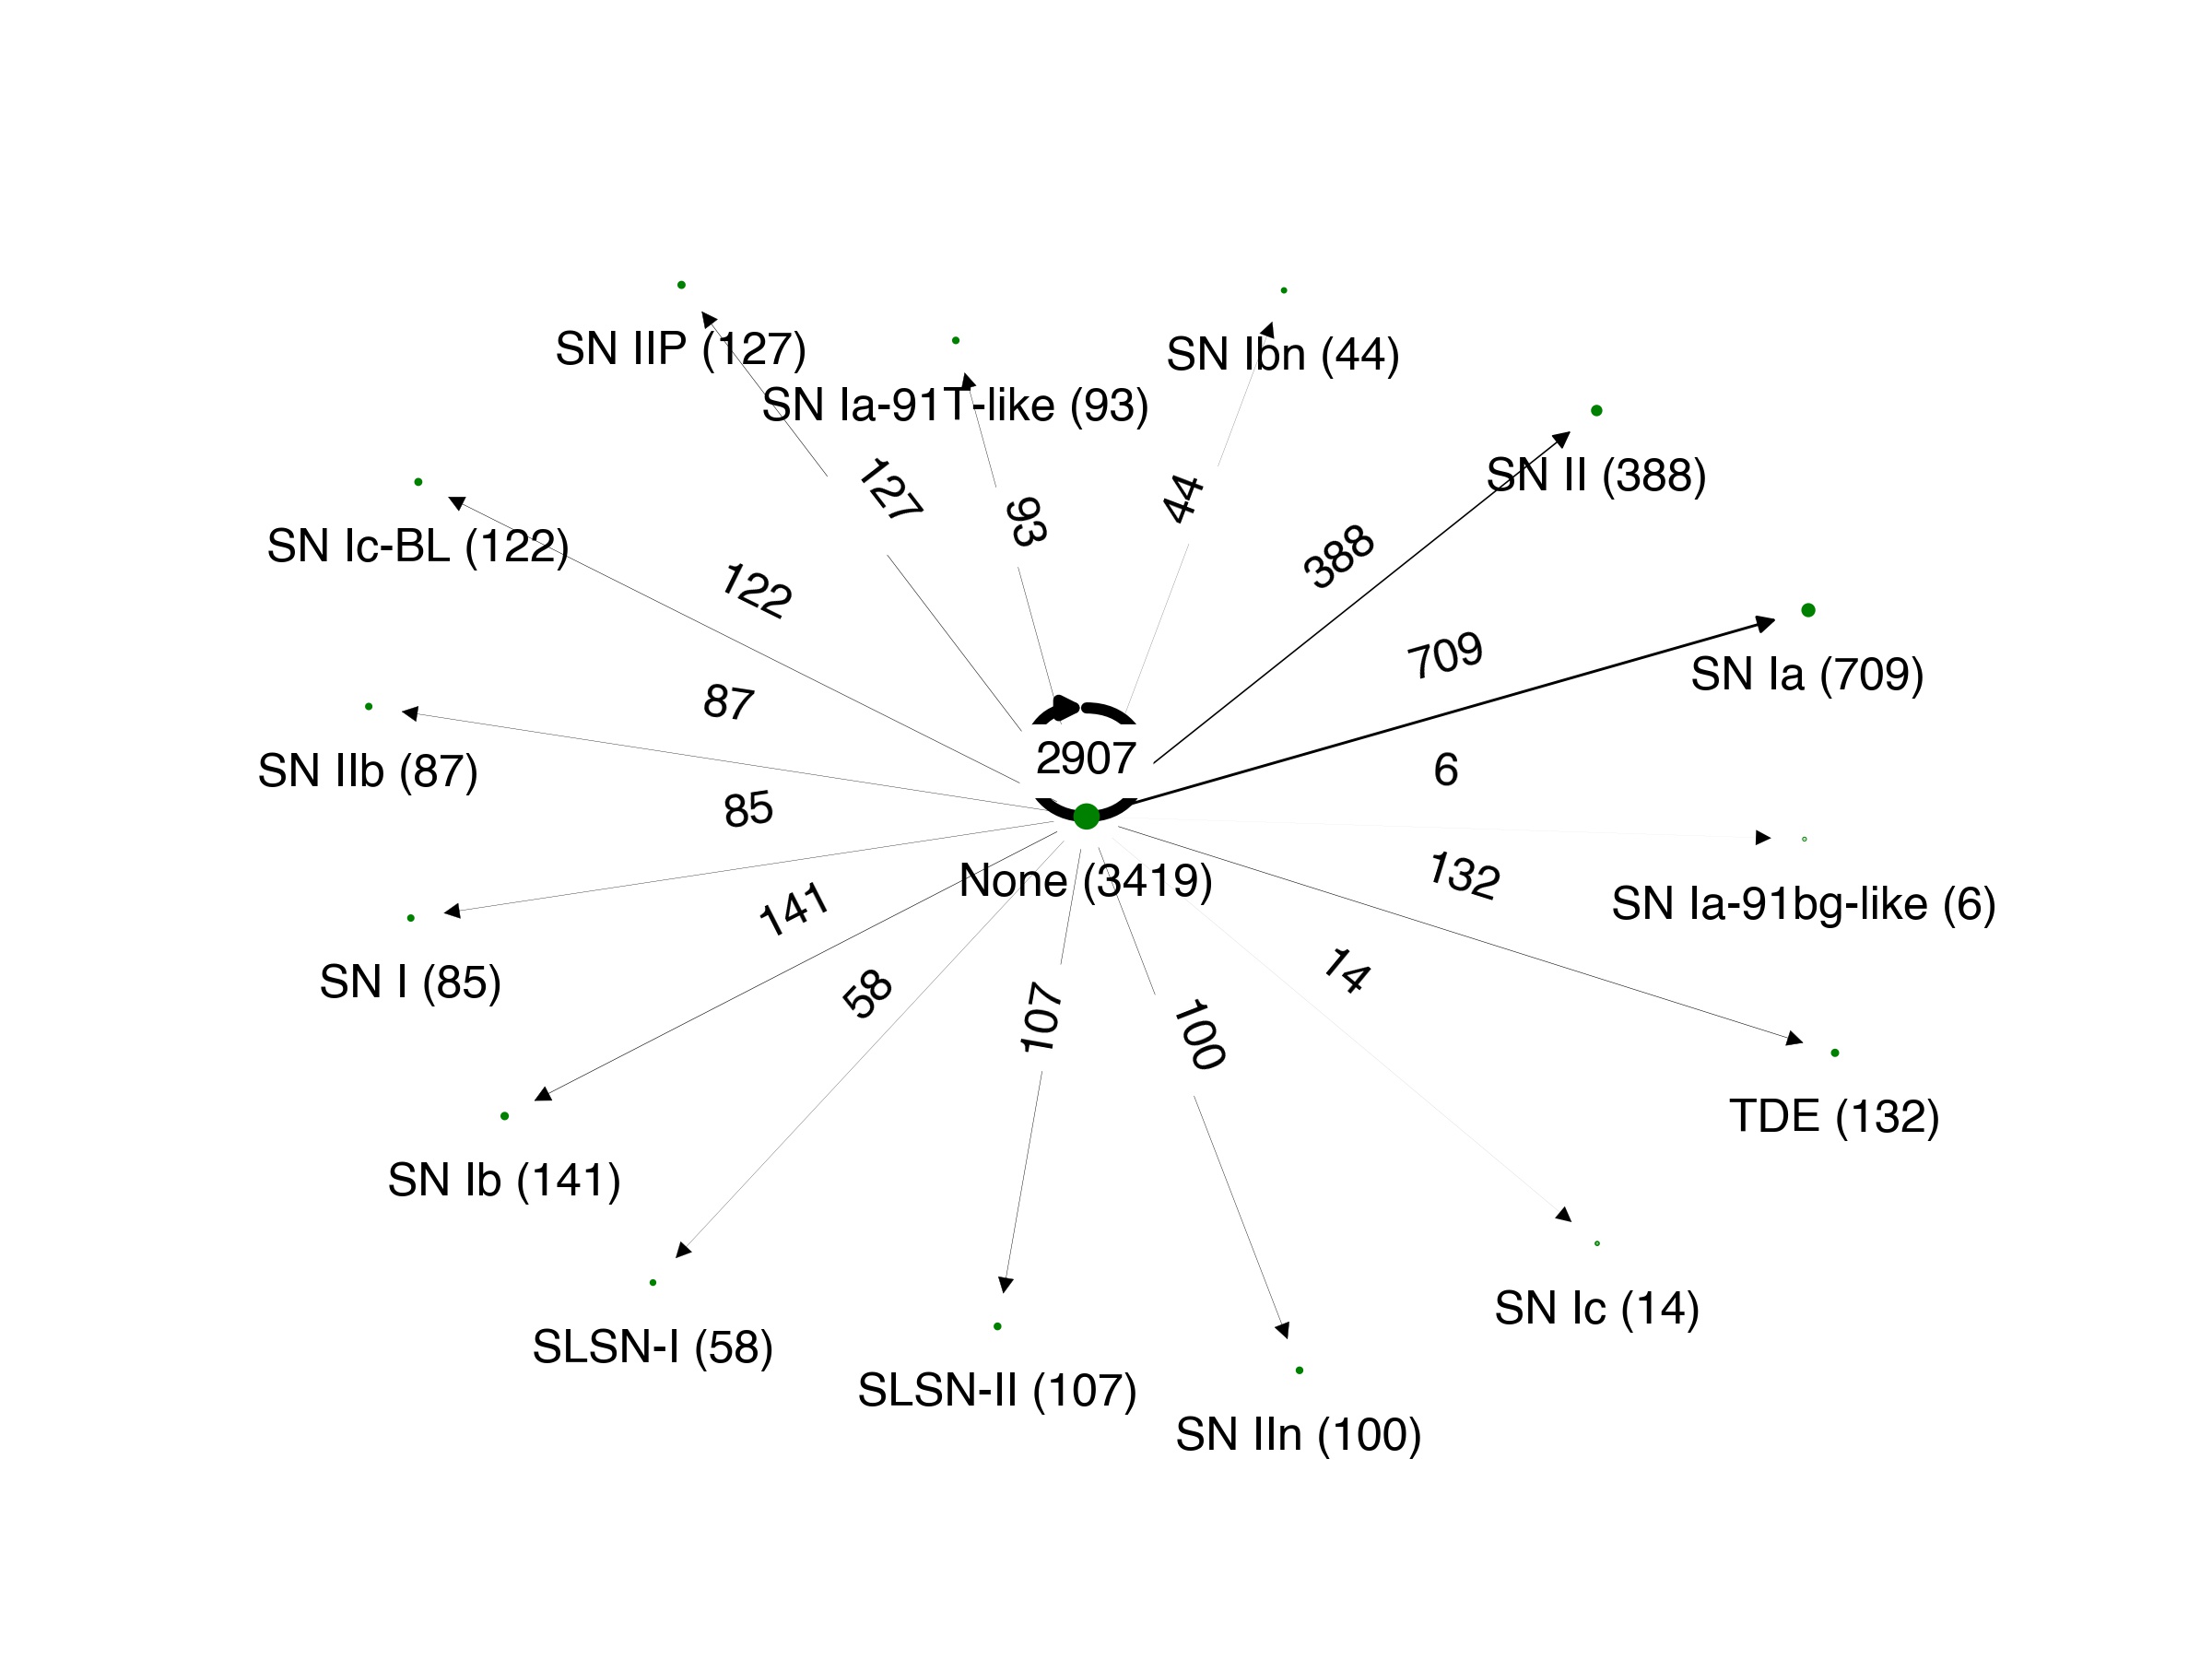 SN IIP (127)
SN Ibn (44)
SN Ia-91T-like (93)
SN II (388)
127
93
44
SN Ic-BL (122)
388
122
709
SN Ia (709)
87
2907
6
SN IIb (87)
85
None (3419)
132
SN Ia-91bg-like (6)
141
14
SN I (85)
58
107
100
TDE (132)
SN Ib (141)
SN Ic (14)
SLSN-I (58)
SLSN-II (107)
SN IIn (100)